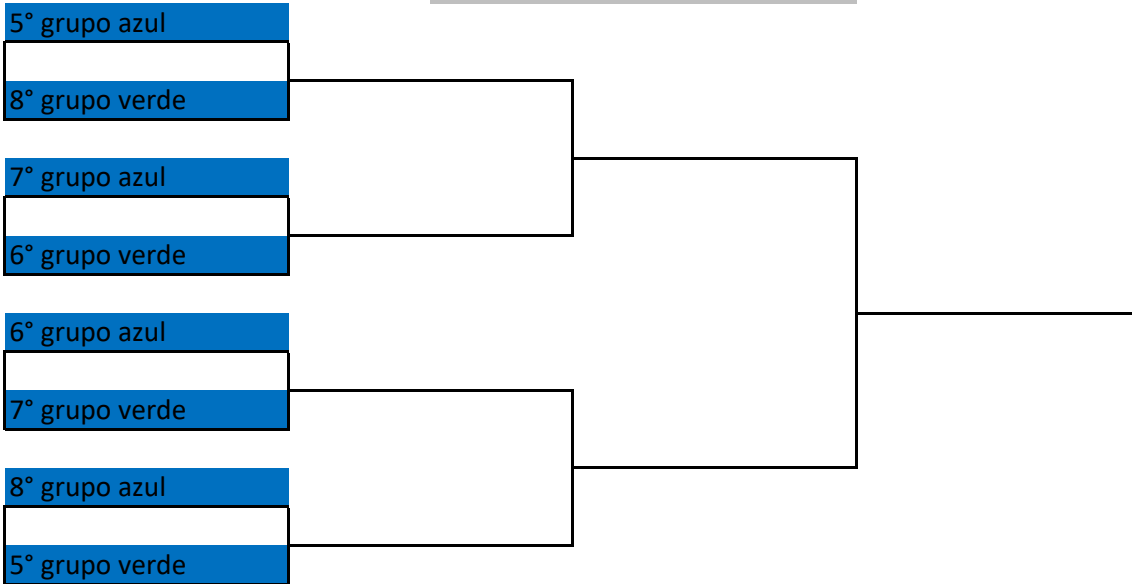 5° grupo azul
8° grupo verde
7° grupo azul
6° grupo verde
6° grupo azul
7° grupo verde
8° grupo azul
5° grupo verde